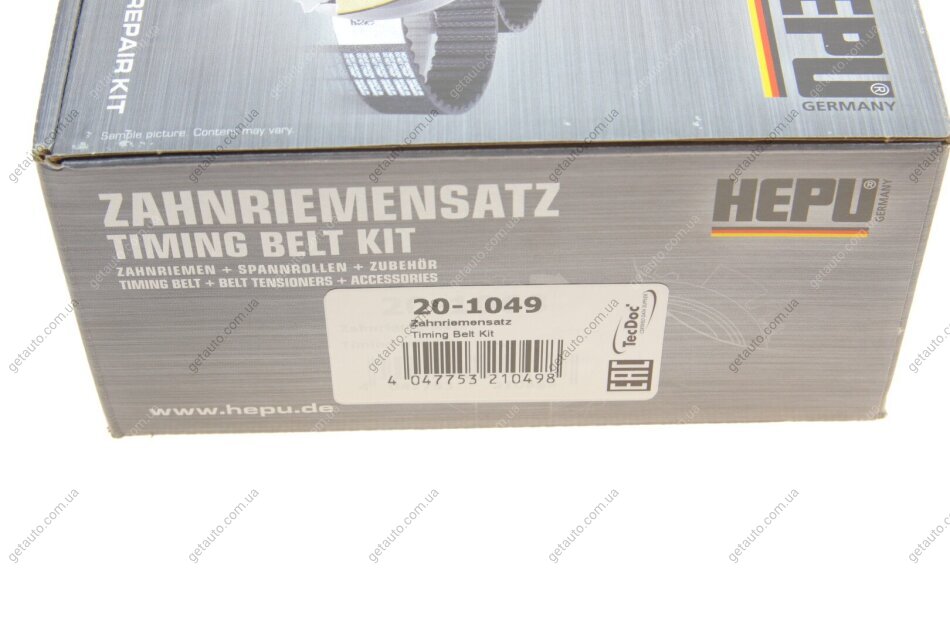 REPAIR KIT
Sample picture. Content may vary.
HEPU®
GERMANY
ZAHNRIEMENSATZ
TIMING BELT KIT
ZAHNRIEMEN + SPANNROLLEN + ZUBEHÖR
TIMING BELT + BELT TENSIONERS + ACCESSORIES
HEPU®
GERMANY
20-1049
Zahnriemensatz
Timing Belt Kit
4 047753 210498
TecDoc
EAC
www.hepu.de
getauto.com.ua